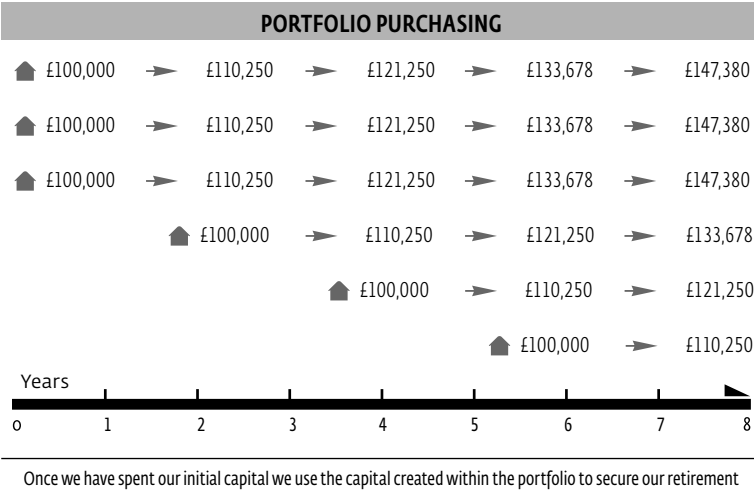 PORTFOLIO PURCHASING
£100,000 £110,250 £121,250 £133,678 £147,380
£100,000 £110,250 £121,250 £133,678 £147,380
£100,000 £110,250 £121,250 £133,678 £147,380
£100,000 £110,250 £121,250 £133,678
£100,000 £110,250 £121,250
£100,000 £110,250
Years
0 1 2 3 4 5 6 7 8
Once we have spent our initial capital we use the capital created within the portfolio to secure our retirement